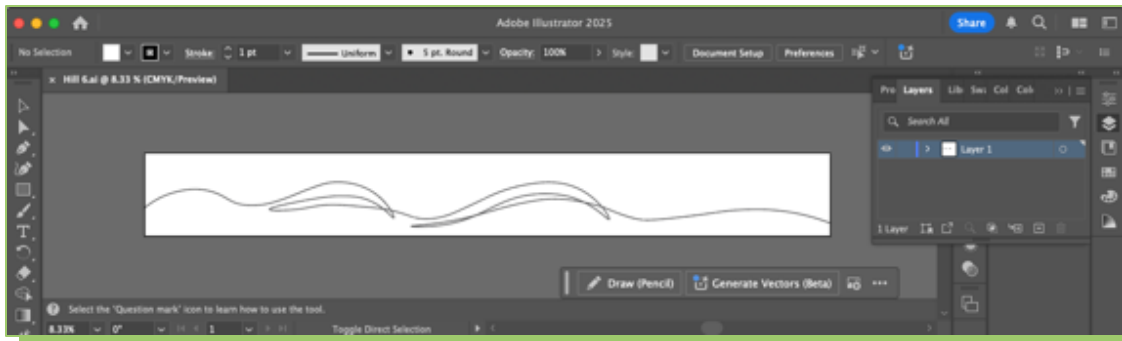 Adobe Illustrator 2025
Share
No Selection Stroke: 1 pt Uniform 5 pt. Round Opacity: 100% Style: Document Setup Preferences
× Hill 6.ai @ 8.33 % (CMYK/Preview)
Pro Layers Lib Col
Search All
Layer 1
1 Layer
Draw (Pencil) Generate Vectors (Beta)
Select the 'Question mark' icon to learn how to use the tool.
8.33% 0° 1 Toggle Direct Selection